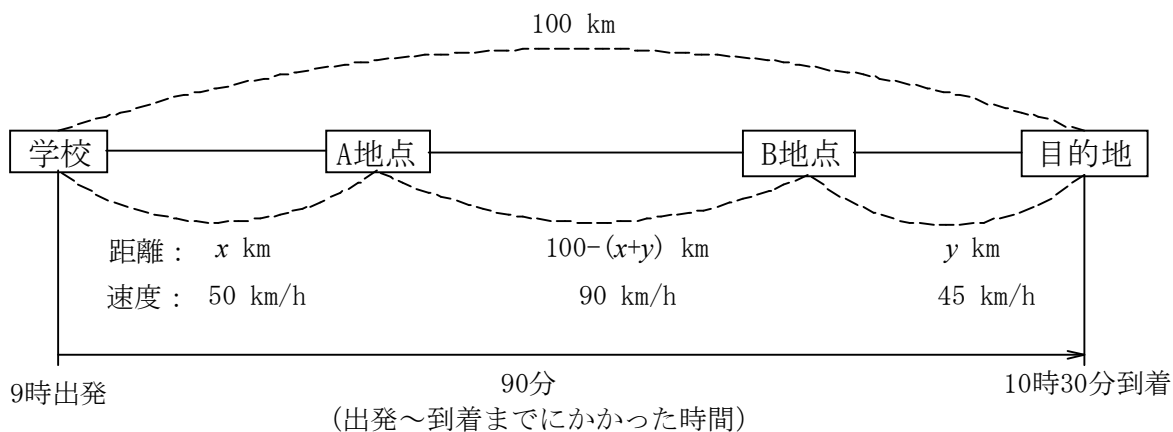 100 km
学校 A地点 B地点 目的地
距離： x km 100-(x+y) km y km
速度： 50 km/h 90 km/h 45 km/h
9時出発 90分 10時30分到着
(出発～到着までにかかった時間)